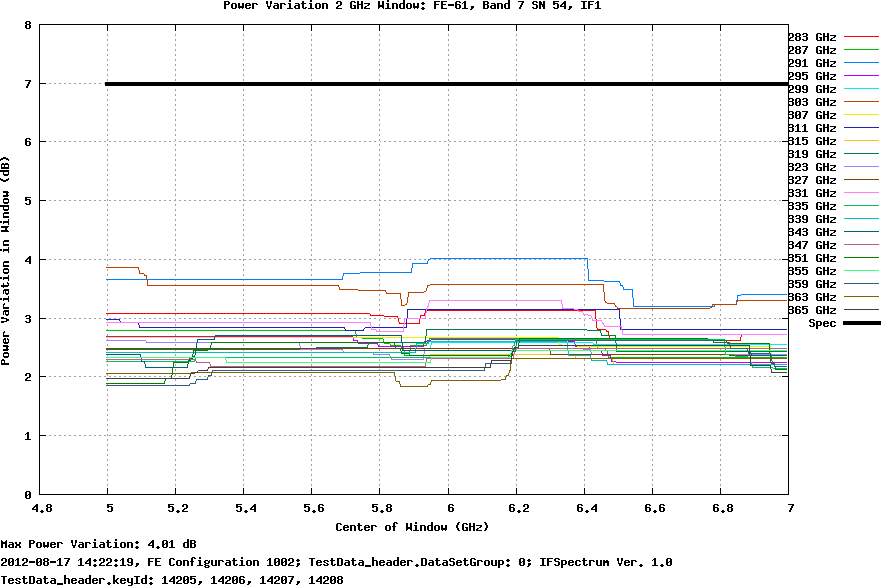 Power Variation 2 GHz Window: FE-61, Band 7 SN 54, IF1
8
7
6
5
4
3
2
1
0
Power Variation in Window (dB)
4.8 5 5.2 5.4 5.6 5.8 6 6.2 6.4 6.6 6.8 7
Center of Window (GHz)
283 GHz
287 GHz
291 GHz
295 GHz
299 GHz
303 GHz
307 GHz
311 GHz
315 GHz
319 GHz
323 GHz
327 GHz
331 GHz
335 GHz
339 GHz
343 GHz
347 GHz
351 GHz
355 GHz
359 GHz
363 GHz
365 GHz
Spec
Max Power Variation: 4.01 dB
2012-08-17 14:22:19, FE Configuration 1002; TestData_header.DataSetGroup: 0; IFSpectrum Ver. 1.0
TestData_header.keyId: 14205, 14206, 14207, 14208